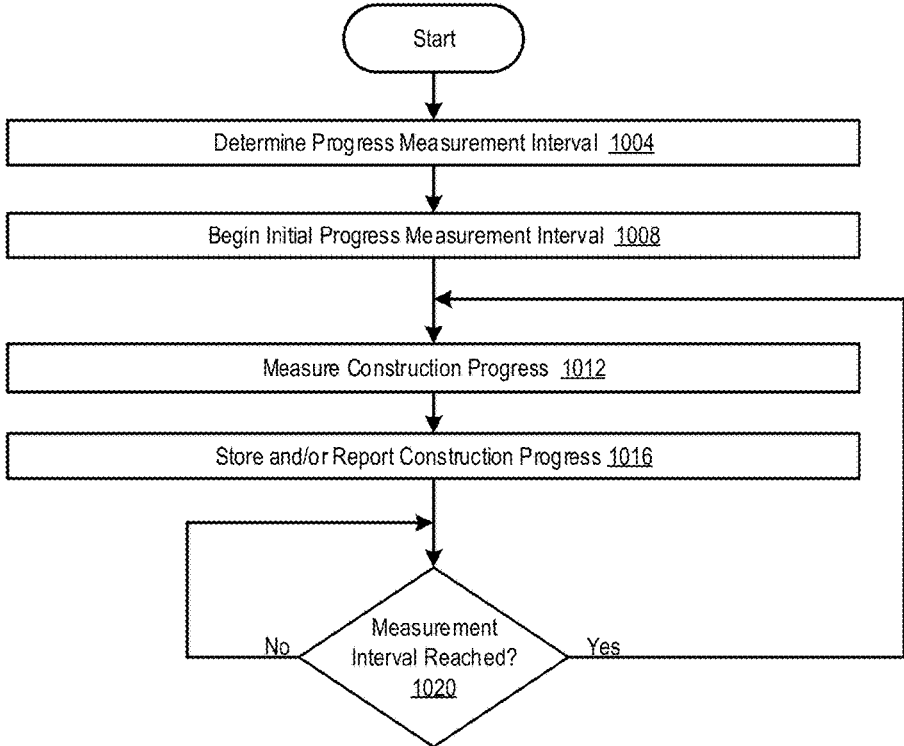 Start
Determine Progress Measurement Interval 1004
Begin Initial Progress Measurement Interval 1008
Measure Construction Progress 1012
Store and/or Report Construction Progress 1016
Measurement
Interval Reached?
1020
No
Yes